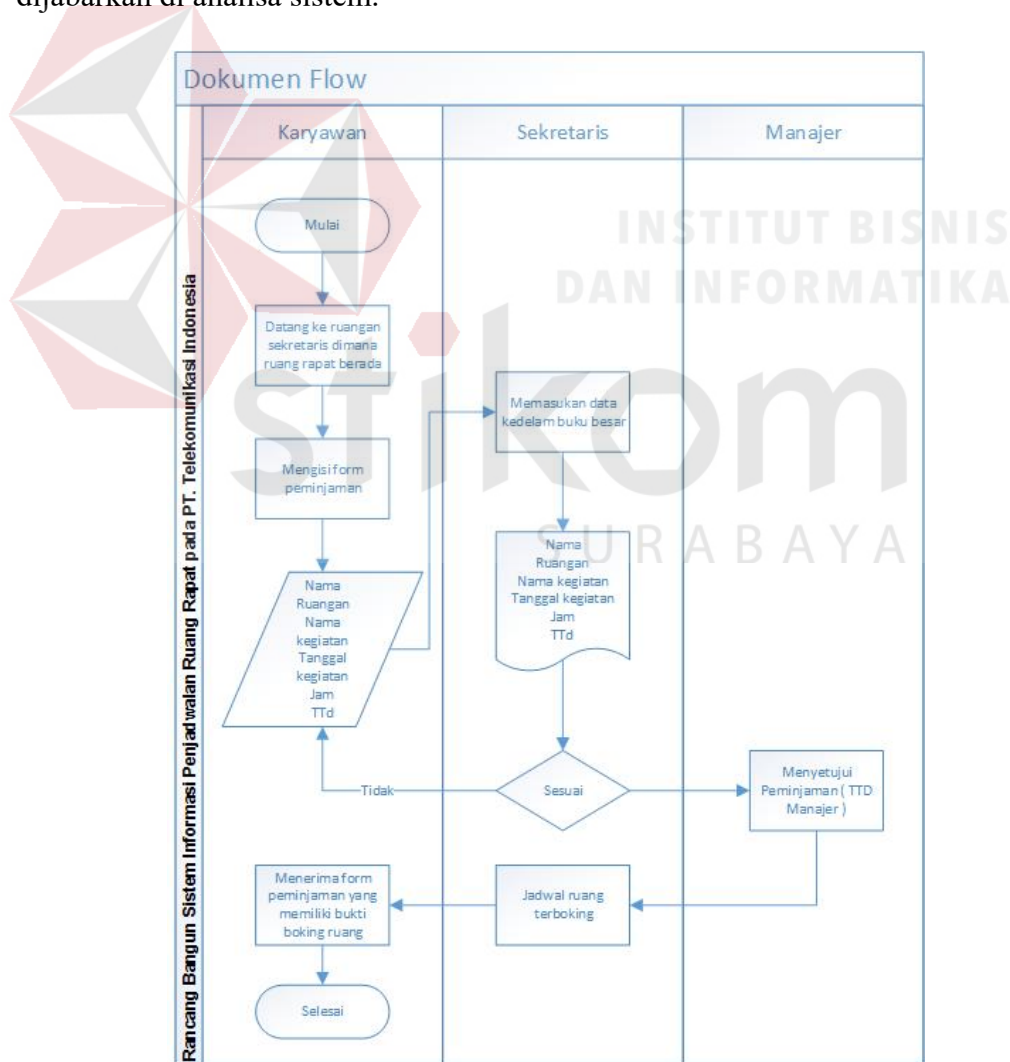 dijabarkan di analisa sistem.
Dokumen Flow
Karyawan
Sekretaris
Manajer
Rancang Bangun Sistem Informasi Penjadwalan Ruang Rapat pada PT. Telekomunikasi Indonesia
INSTITUT BISNIS
DAN INFORMATIKA
stikom
SURABAYA
Mulai
Datang ke ruangan
sekretaris dimana
ruang rapat berada
Mengisi form
peminjaman
Nama
Ruangan
Nama
kegiatan
Tanggal
kegiatan
Jam
TTd
Memasukan data
kedelam buku besar
Nama
Ruangan
Nama kegiatan
Tanggal kegiatan
Jam
TTd
Sesuai
Tidak
Menyetujui
Peminjaman ( TTD
Manajer )
Jadwal ruang
terboking
Menerima form
peminjaman yang
memiliki bukti
boking ruang
Selesai